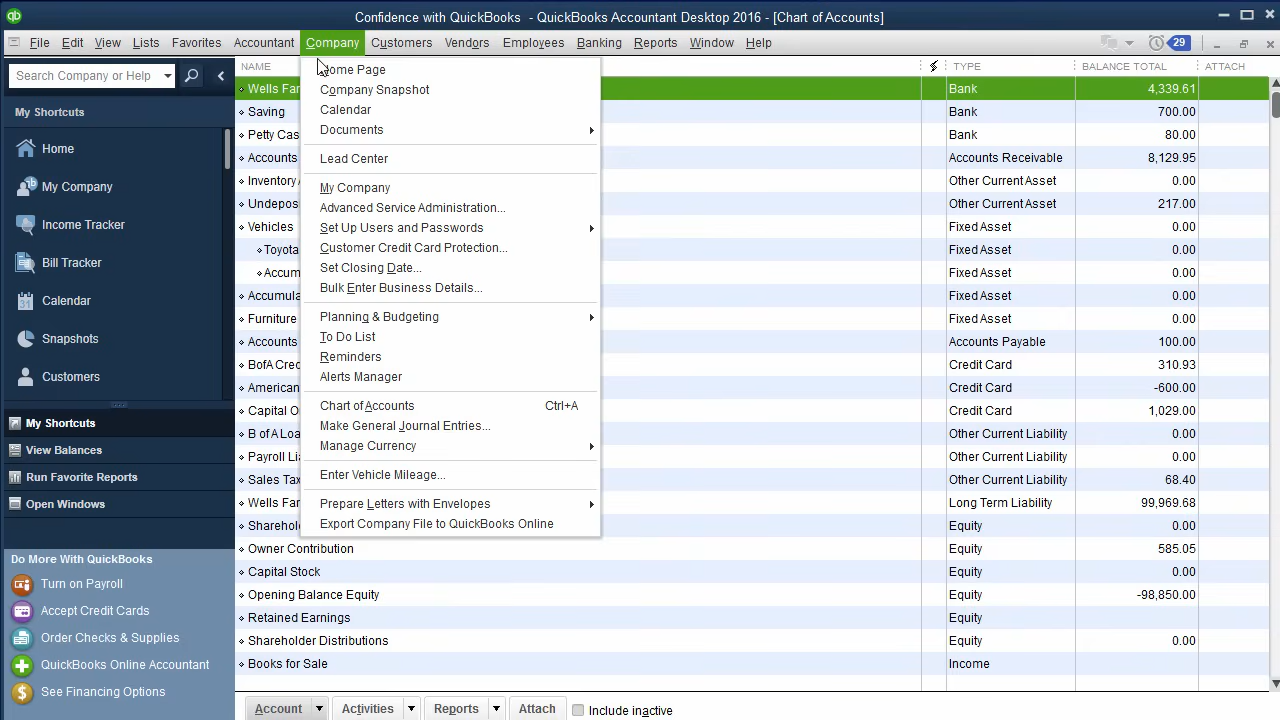 qb
Confidence with QuickBooks - QuickBooks Accountant Desktop 2016 - [Chart of Accounts]
File Edit View Lists Favorites Accountant Company Customers Vendors Employees Banking Reports Window Help 29
Search Company or Help
My Shortcuts
Home
My Company
Income Tracker
Bill Tracker
Calendar
Snapshots
Customers
My Shortcuts
View Balances
Run Favorite Reports
Open Windows
Do More With QuickBooks
Turn on Payroll
Accept Credit Cards
Order Checks & Supplies
QuickBooks Online Accountant
See Financing Options
ome Page
Company Snapshot
Calendar
Documents
Lead Center
My Company
Advanced Service Administration...
Set Up Users and Passwords
Customer Credit Card Protection...
Set Closing Date...
Bulk Enter Business Details...
Planning & Budgeting
To Do List
Reminders
Alerts Manager
Chart of Accounts Ctrl+A
Make General Journal Entries...
Manage Currency
Enter Vehicle Mileage...
Prepare Letters with Envelopes
Export Company File to QuickBooks Online
NAME TYPE BALANCE TOTAL ATTACH
Wells Far Bank 4,339.61
Saving Bank 700.00
Petty Cas Bank 80.00
Accounts Accounts Receivable 8,129.95
Inventory Other Current Asset 0.00
Undepos Other Current Asset 217.00
Vehicles Fixed Asset 0.00
Toyota Fixed Asset 0.00
Accum Fixed Asset 0.00
Accumula Fixed Asset 0.00
Furniture Fixed Asset 0.00
Accounts Accounts Payable 100.00
BofA Cred Credit Card 310.93
American Credit Card -600.00
Capital O Credit Card 1,029.00
B of A Loa Other Current Liability 0.00
Payroll Li Other Current Liability 0.00
Sales Tax Other Current Liability 68.40
Wells Far Long Term Liability 99,969.68
Shareho Equity 0.00
Owner Contribution Equity 585.05
Capital Stock Equity 0.00
Opening Balance Equity Equity -98,850.00
Retained Earnings Equity
Shareholder Distributions Equity 0.00
Books for Sale Income
Account Activities Reports Attach Include inactive